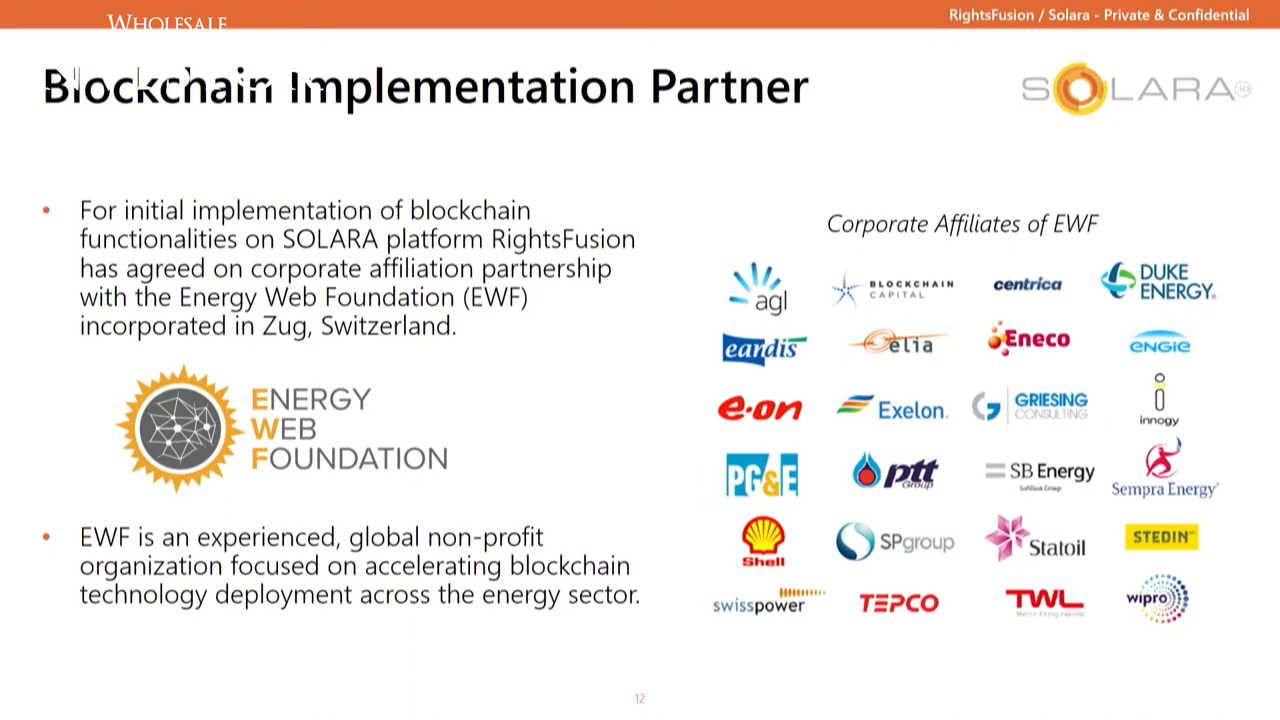 WHOLESALE
RightsFusion / Solara - Private & Confidential
Blockchain Implementation Partner
SOLARA
• For initial implementation of blockchain
functionalities on SOLARA platform RightsFusion
has agreed on corporate affiliation partnership
with the Energy Web Foundation (EWF)
incorporated in Zug, Switzerland.
ENERGY
WEB
FOUNDATION
• EWF is an experienced, global non-profit
organization focused on accelerating blockchain
technology deployment across the energy sector.
Corporate Affiliates of EWF
agl
BLOCKCHAIN
CAPITAL
centrica
DUKE
ENERGY®
eandis
elia
Eneco
ENGIE
e·on
Exelon
GRIESING
CONSULTING
innogy
PG&E
ptt
Group
SB Energy
SoftBank Group
Sempra Energy
Shell
SPgroup
Statoil
STEDIN
swisspower
TEPCO
TWL
wipro
12